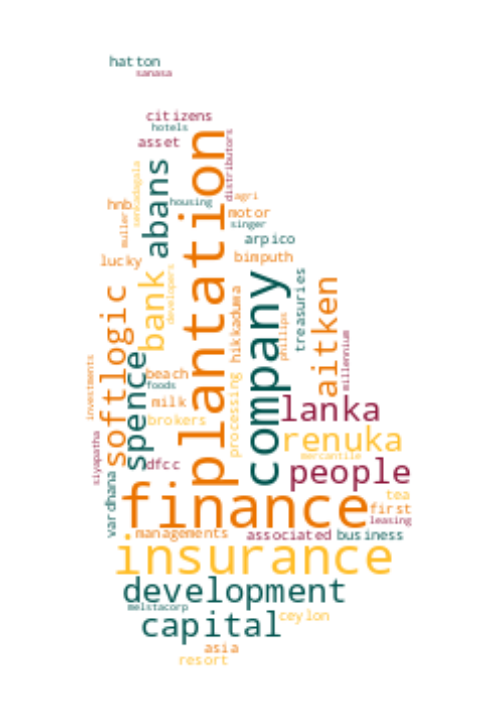 hatton
sanasa
citizens
hotels
asset
plantation
distributors
abans
senkadagala
housing
agri
hnb
muller
motor
singer
arpico
lucky
bimputh
bank
developers
treasuries
company
aitken
hikkaduwa
softlogic
phillips
millennium
spence
investments
beach
foods
processing
milk
lanka
brokers
renuka
siyapatha
mercantile
dfcc
people
vardhana
finance
tea
first
leasing
managements
associated
business
insurance
development
melstacorp
capital
ceylon
asia
resort